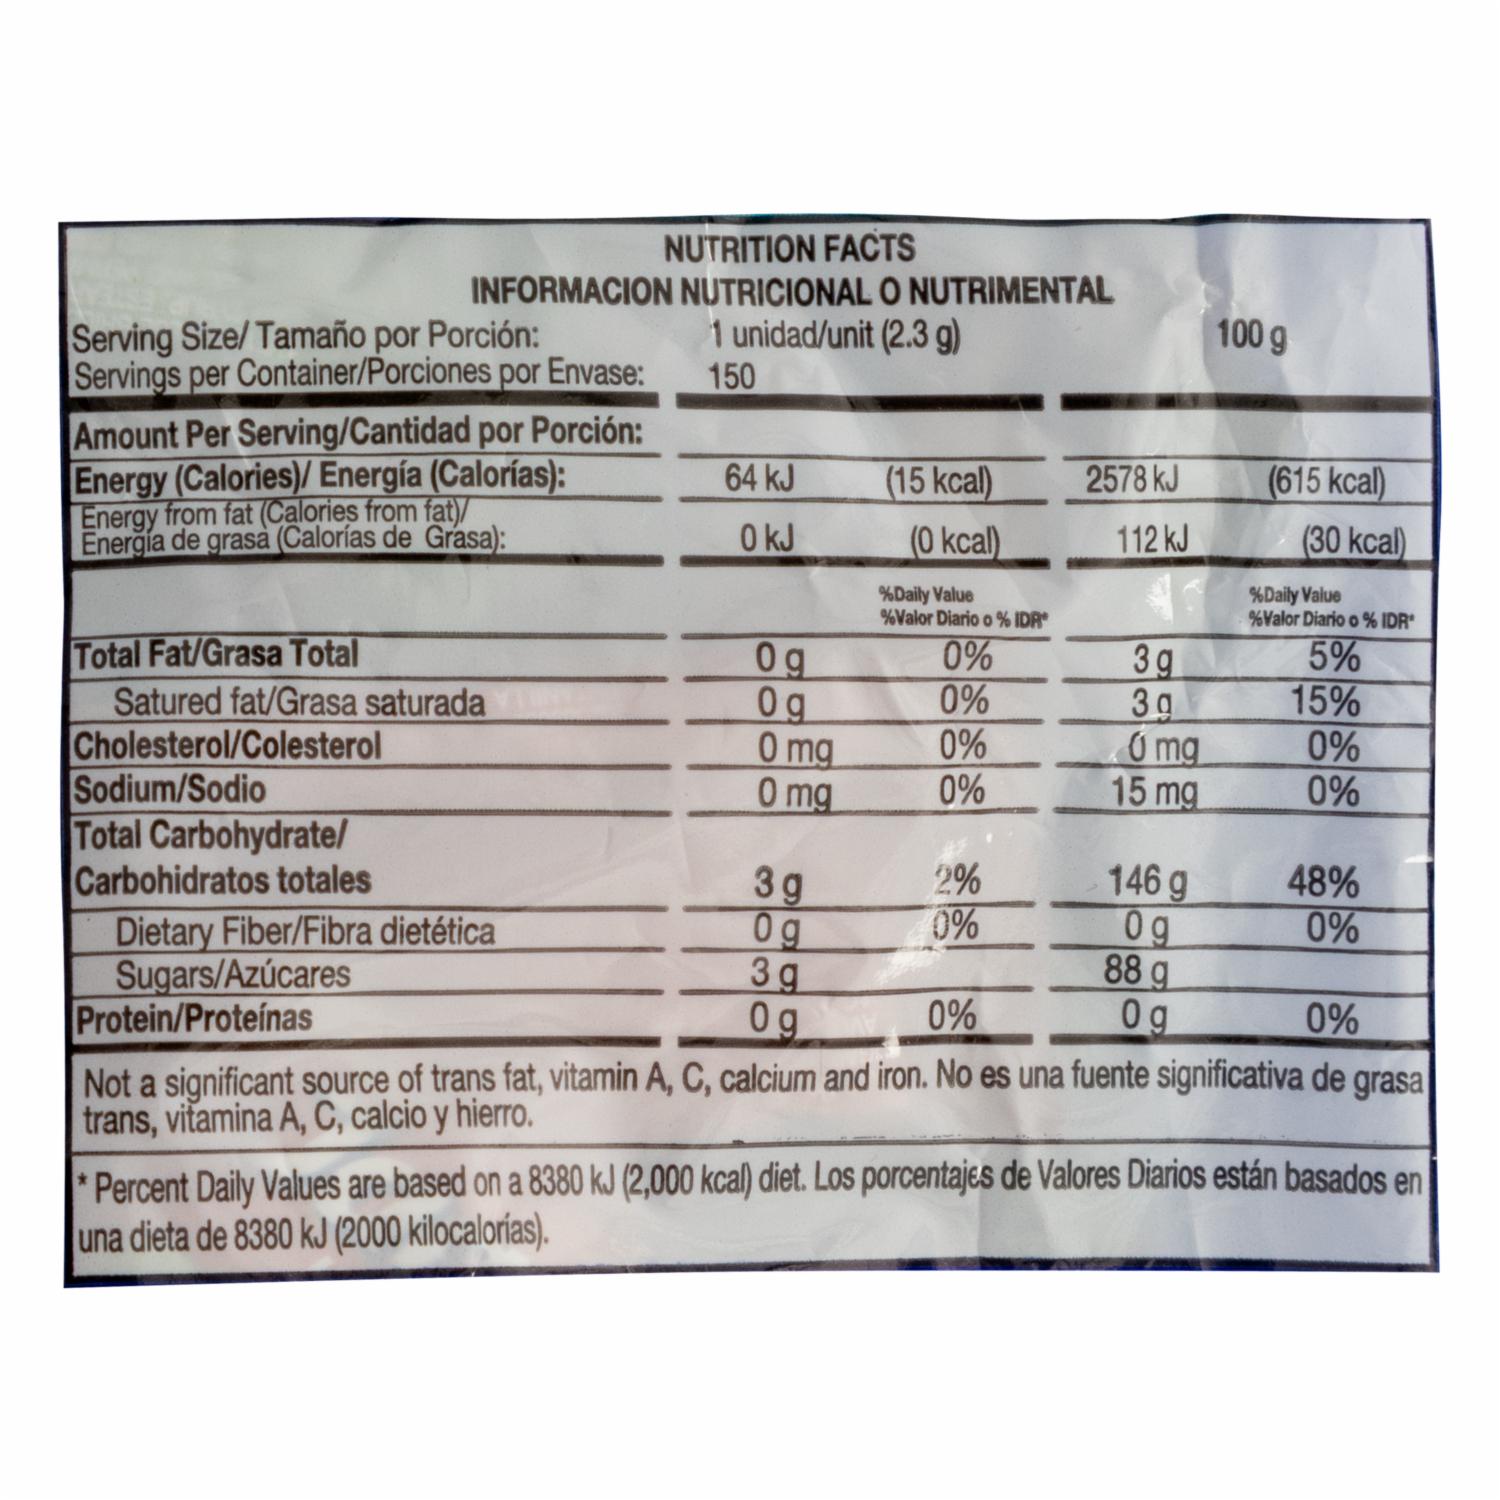 NUTRITION FACTS
INFORMACION NUTRICIONAL O NUTRIMENTAL
Serving Size/ Tamaño por Porción: 1 unidad/unit (2.3 g) 100 g
Servings per Container/Porciones por Envase: 150
Amount Per Serving/Cantidad por Porción:
Energy (Calories)/ Energía (Calorías): 64 kJ (15 kcal) 2578 kJ (615 kcal)
Energy from fat (Calories from fat)/
Energia de grasa (Calorías de Grasa): 0 kJ (0 kcal) 112 kJ (30 kcal)
%Daily Value %Daily Value
%Valor Diario o % IDR* %Valor Diario o % IDR*
Total Fat/Grasa Total 0 g 0% 3 g 5%
Satured fat/Grasa saturada 0 g 0% 3 g 15%
Cholesterol/Colesterol 0 mg 0% 0 mg 0%
Sodium/Sodio 0 mg 0% 15 mg 0%
Total Carbohydrate/
Carbohidratos totales 3 g 2% 146 g 48%
Dietary Fiber/Fibra dietética 0 g 0% 0 g 0%
Sugars/Azúcares 3 g 88 g
Protein/Proteínas 0 g 0% 0 g 0%
Not a significant source of trans fat, vitamin A, C, calcium and iron. No es una fuente significativa de grasa
trans, vitamina A, C, calcio y hierro.
* Percent Daily Values are based on a 8380 kJ (2,000 kcal) diet. Los porcentajes de Valores Diarios están basados en
una dieta de 8380 kJ (2000 kilocalorías).